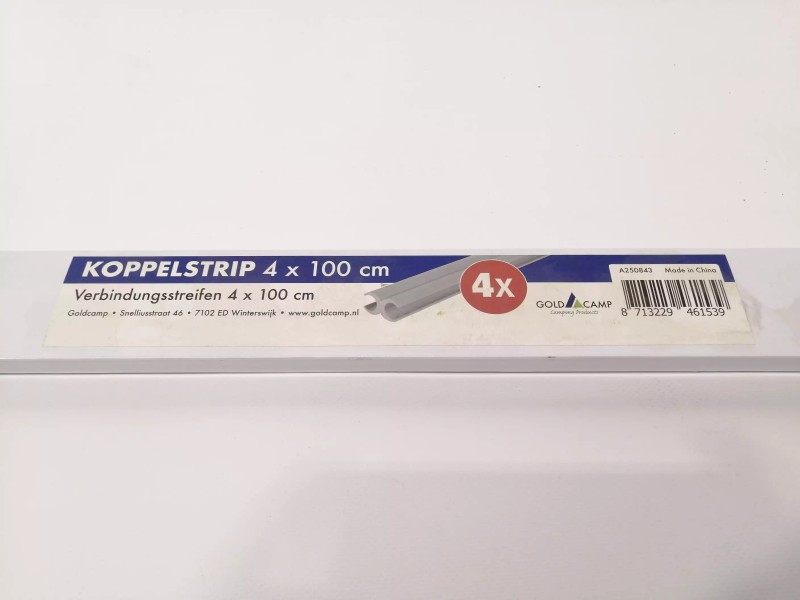 KOPPELSTRIP 4 x 100 cm
Verbindungsstreifen 4 x 100 cm
Goldcamp • Snelliusstraat 46 • 7102 ED Winterswijk • www.goldcamp.nl
4x
GOLD CAMP
Camping Products
A250843 Made in China
8 713229 461539